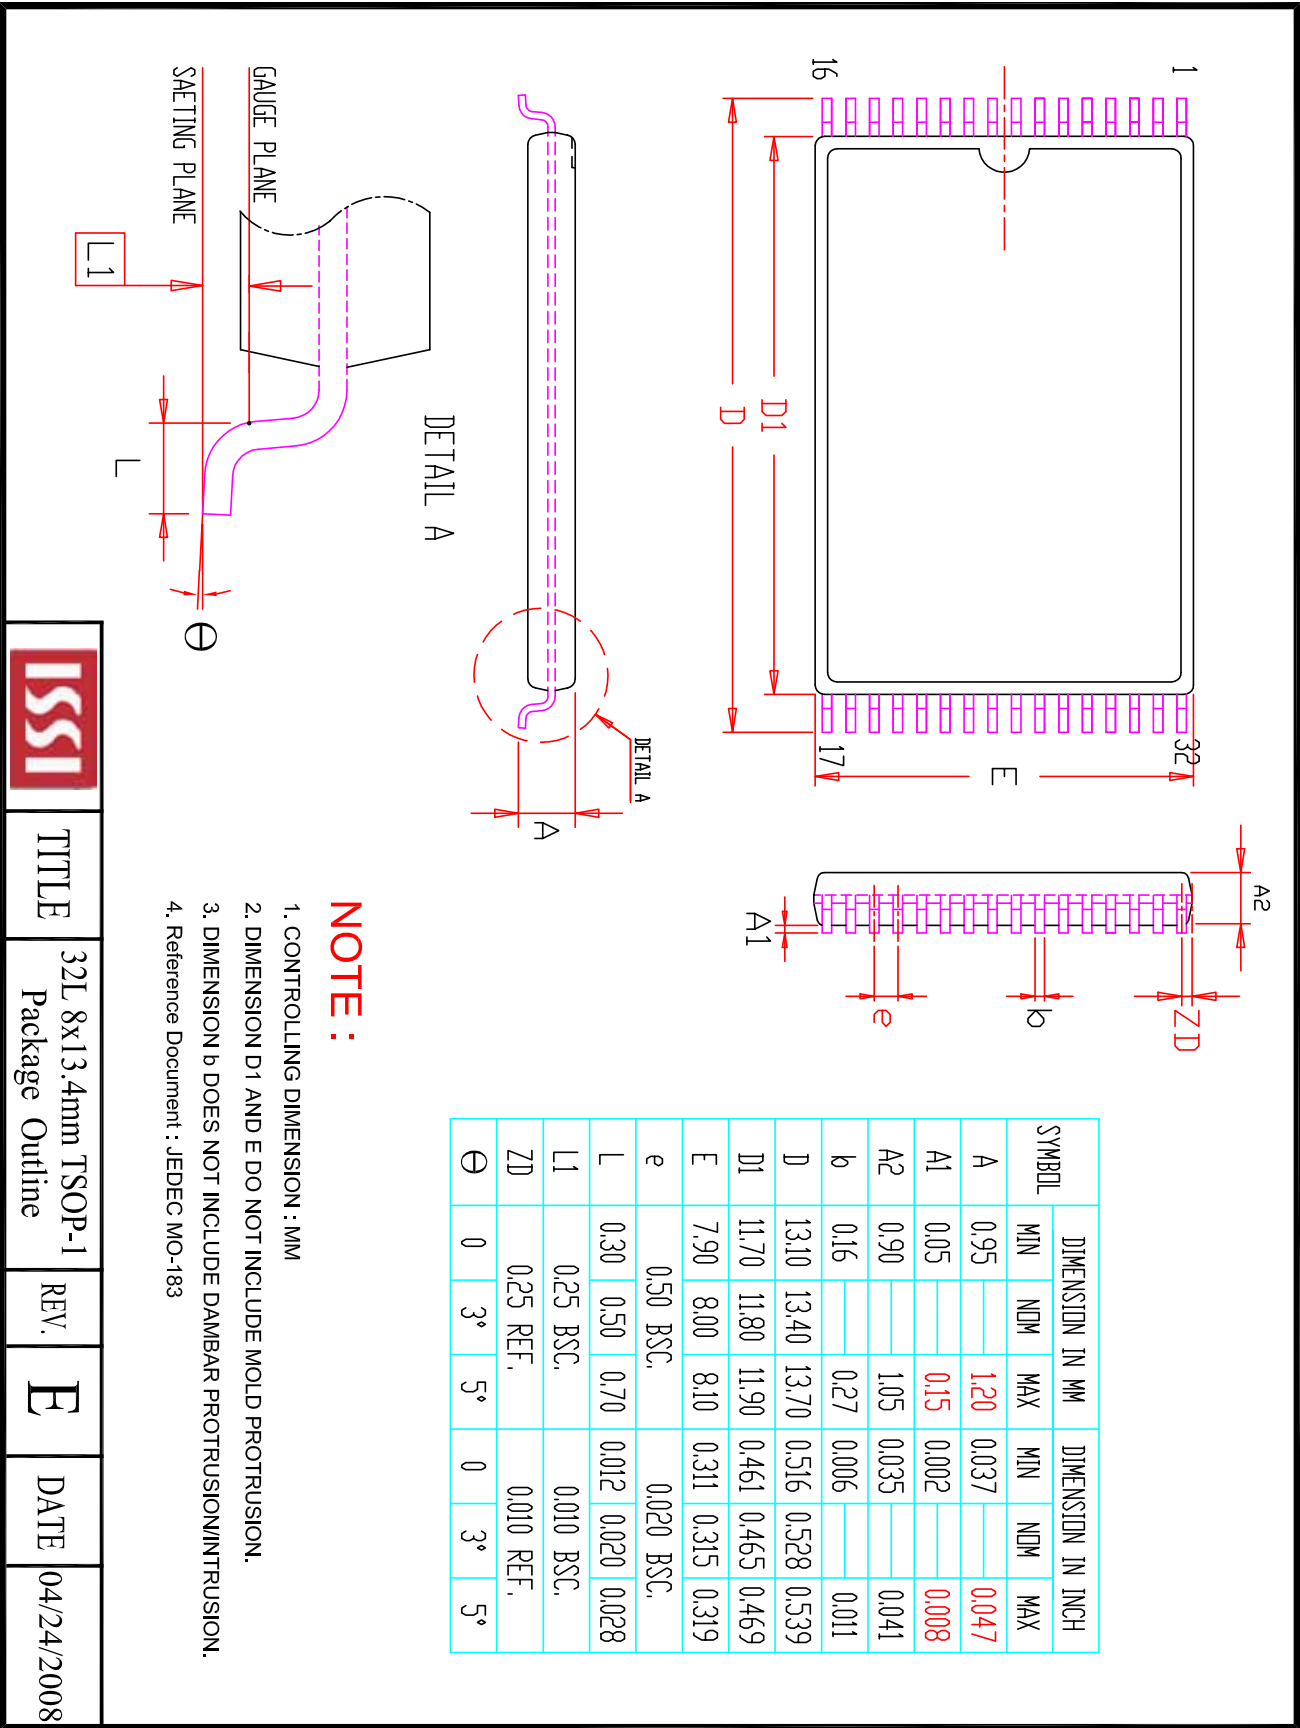 1
16
32
17
D1
D
E
A2
A1
ZD
b
e
DETAIL A
A
DETAIL A
GAUGE PLANE
SAETING PLANE
L1
L
Θ
SYMBOL DIMENSION IN MM DIMENSION IN INCH
MIN NOM MAX MIN NOM MAX
A 0.95 1.20 0.037 0.047
A1 0.05 0.15 0.002 0.008
A2 0.90 1.05 0.035 0.041
b 0.16 0.27 0.006 0.011
D 13.10 13.40 13.70 0.516 0.528 0.539
D1 11.70 11.80 11.90 0.461 0.465 0.469
E 7.90 8.00 8.10 0.311 0.315 0.319
e 0.50 BSC. 0.020 BSC.
L 0.30 0.50 0.70 0.012 0.020 0.028
L1 0.25 BSC. 0.010 BSC.
ZD 0.25 REF. 0.010 REF.
Θ 0 3° 5° 0 3° 5°
NOTE :
1. CONTROLLING DIMENSION : MM
2. DIMENSION D1 AND E DO NOT INCLUDE MOLD PROTRUSION.
3. DIMENSION b DOES NOT INCLUDE DAMBAR PROTRUSION/INTRUSION.
4. Reference Document : JEDEC MO-183
ISSI
TITLE
32L 8x13.4mm TSOP-1
Package Outline
REV.
E
DATE
04/24/2008